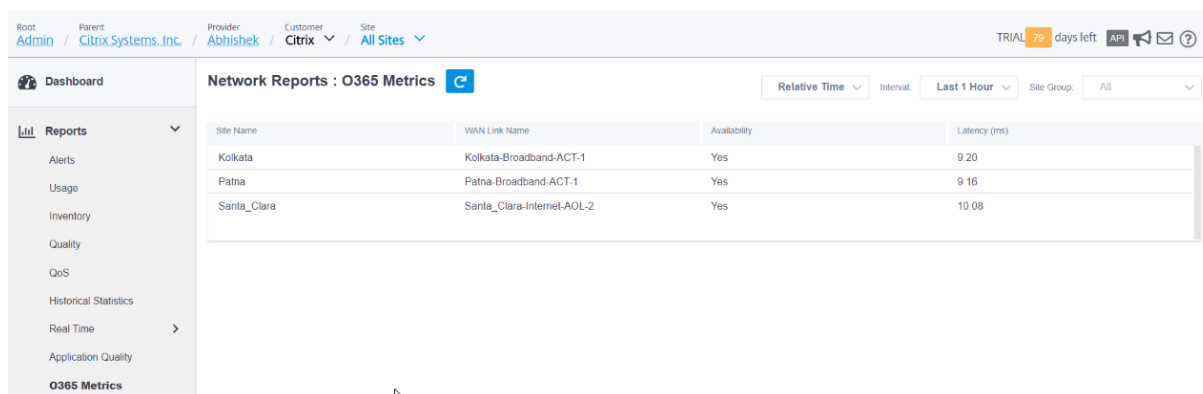 Root Parent Provider Customer Site
Admin / Citrix Systems, Inc. / Abhishek / Citrix / All Sites
TRIAL 79 days left API ?
Dashboard
Reports
Alerts
Usage
Inventory
Quality
QoS
Historical Statistics
Real Time
Application Quality
O365 Metrics
Network Reports : O365 Metrics
Relative Time Interval: Last 1 Hour Site Group: All
Site Name WAN Link Name Availability Latency (ms)
Kolkata Kolkata-Broadband-ACT-1 Yes 9.20
Patna Patna-Broadband-ACT-1 Yes 9.16
Santa_Clara Santa_Clara-Internet-AOL-2 Yes 10.08